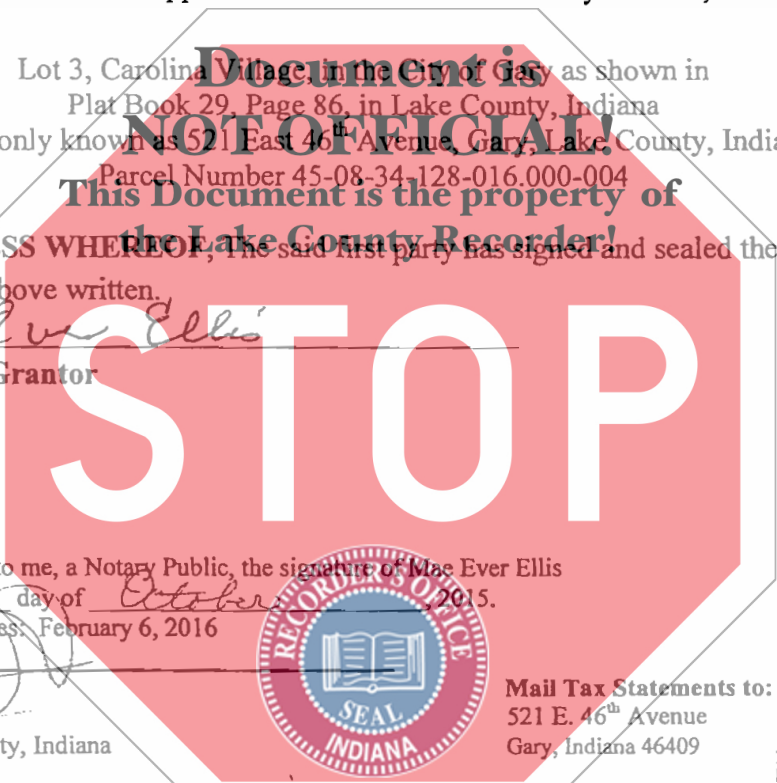 Lot 3, Carolina Village, in the City of Gary as shown in
Plat Book 29, Page 86, in Lake County, Indiana
only known as 521 East 46th Avenue, Gary, Lake County, India
Parcel Number 45-08-34-128-016.000-004
Document is
NOT OFFICIAL!
This Document is the property of
the Lake County Recorder!
SS WHEREOF, The said first party has signed and sealed the
bove written.
Ever Ellis
Grantor
STOP
o me, a Notary Public, the signature of Mae Ever Ellis
day of October, 2015.
es: February 6, 2016
RECORDER'S OFFICE
SEAL
INDIANA
Mail Tax Statements to:
521 E. 46th Avenue
Gary, Indiana 46409
ty, Indiana